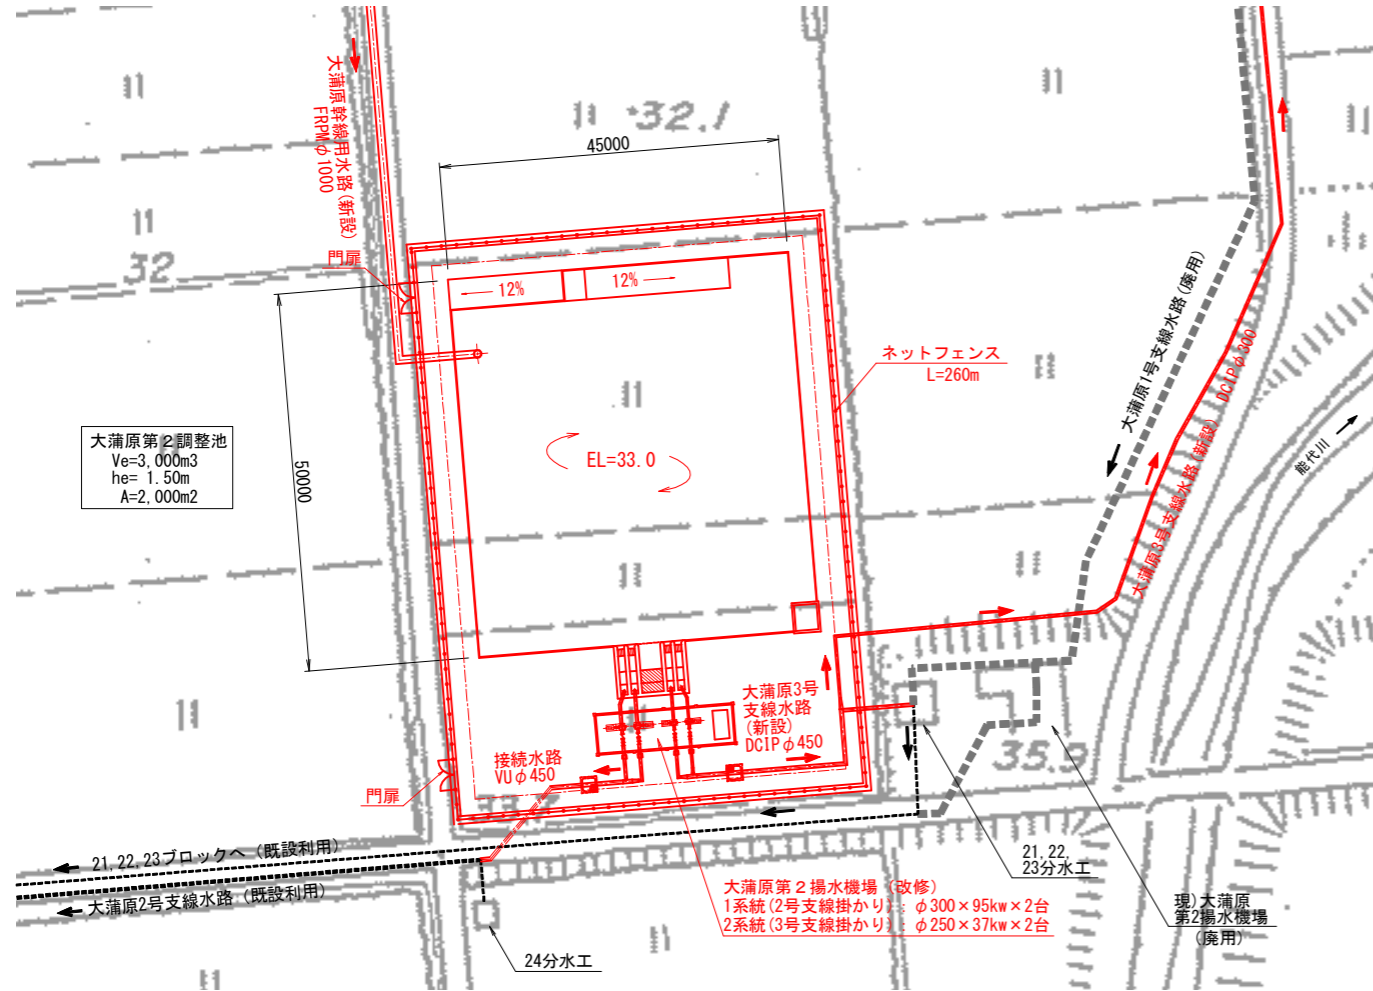 大蒲原幹線用水路(新設)
FRPMφ1000
32.1
45000
32
門扉
12%
12%
大蒲原1号支線水路(廃用)
ネットフェンス
L=260m
大蒲原3号支線水路(新設) DCIPφ300
能代川
大蒲原第2調整池
Ve=3,000m3
he= 1.50m
A=2,000m2
50000
EL=33.0
大蒲原3号
支線水路
(新設)
DCIPφ450
接続水路
VUφ450
35.9
門扉
21,22,23ブロックへ(既設利用)
大蒲原2号支線水路(既設利用)
21,22,
23分水工
大蒲原第2揚水機場 (改修)
1系統(2号支線掛かり): φ300×95kw×2台
2系統(3号支線掛かり): φ250×37kw×2台
現)大蒲原
第2揚水機場
(廃用)
24分水工